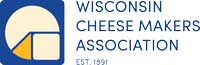 WISCONSIN
CHEESE MAKERS
ASSOCIATION
EST. 1891